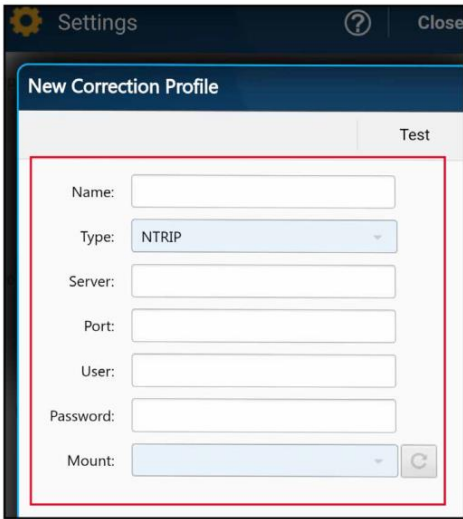 Settings
? Close
New Correction Profile
Test
Name:
Type: NTRIP
Server:
Port:
User:
Password:
Mount: